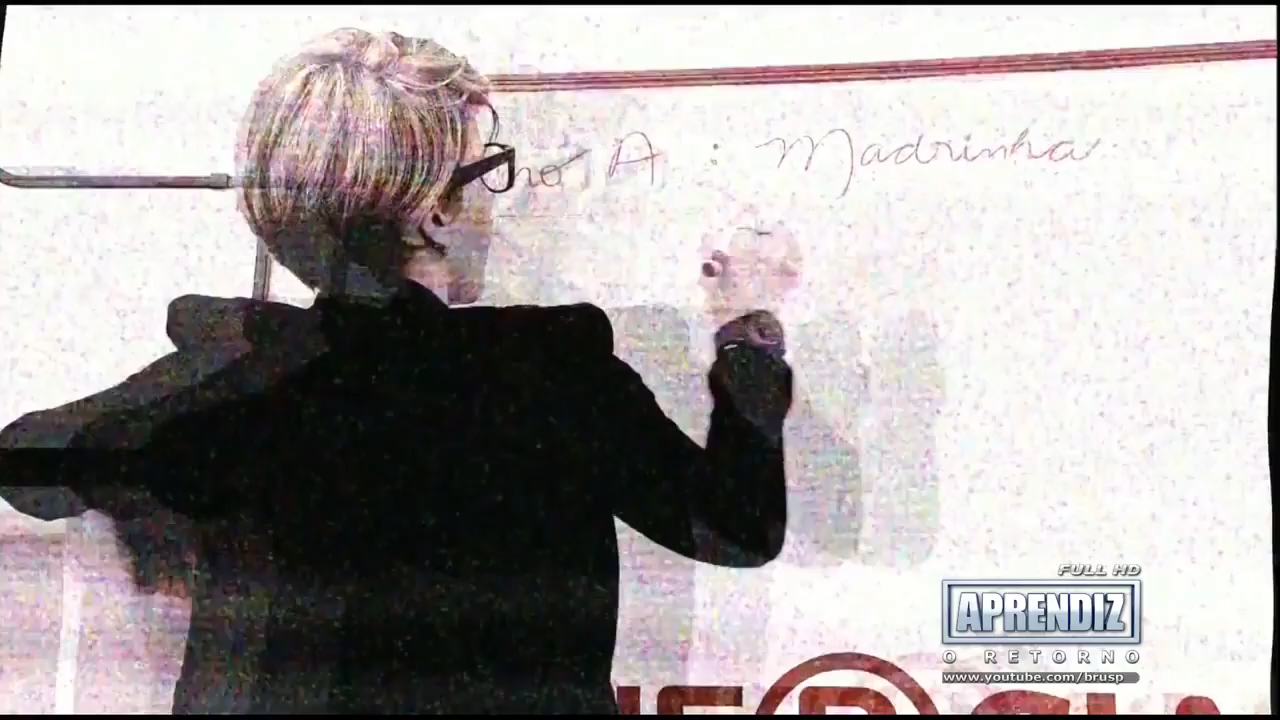 A : Madrinha
FULL HD
APRENDIZ
O RETORNO
www.youtube.com/brusp